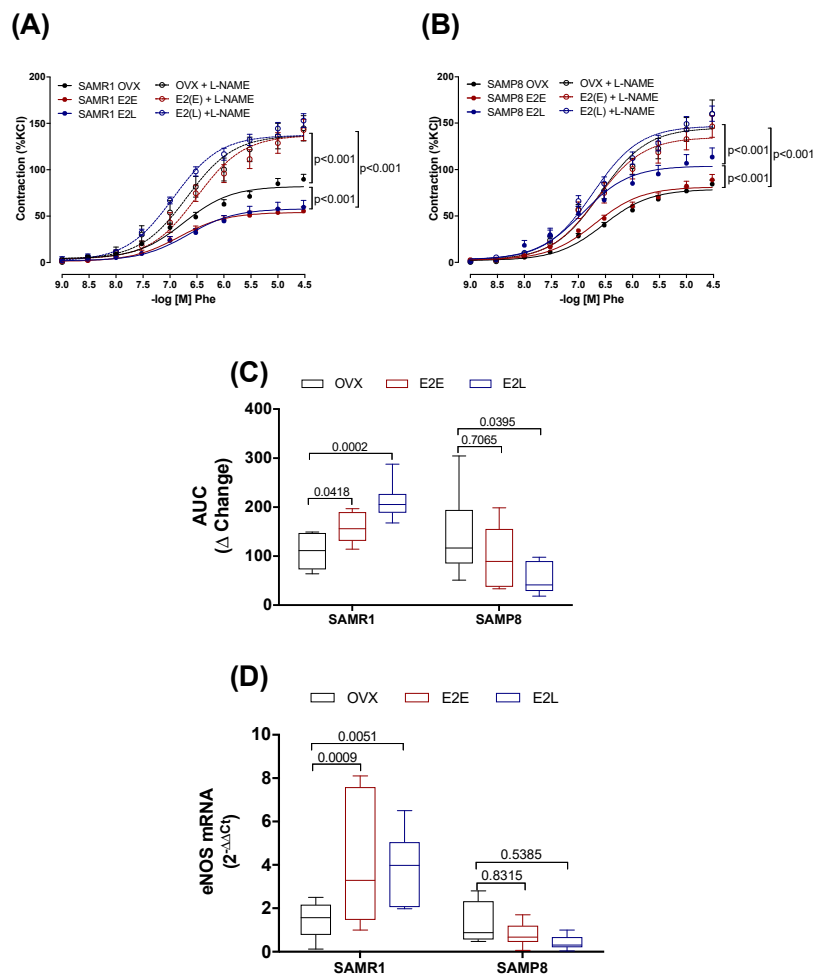 (A)
SAMR1 OVX
SAMR1 E2E
SAMR1 E2L
OVX + L-NAME
E2(E) + L-NAME
E2(L) +L-NAME
Contraction (%KCl)
200
150
100
50
0
p<0.001
p<0.001
p<0.001
9.0 8.5 8.0 7.5 7.0 6.5 6.0 5.5 5.0 4.5
-log [M] Phe
(B)
SAMP8 OVX
SAMP8 E2E
SAMP8 E2L
OVX + L-NAME
E2(E) + L-NAME
E2(L) +L-NAME
Contraction (%KCl)
200
150
100
50
0
p<0.001
p<0.001
p<0.001
9.0 8.5 8.0 7.5 7.0 6.5 6.0 5.5 5.0 4.5
-log [M] Phe
(C)
OVX E2E E2L
AUC
(Δ Change)
400
300
200
100
0
0.0002
0.0418
0.0395
0.7065
SAMR1 SAMP8
(D)
OVX E2E E2L
eNOS mRNA
(2-ΔΔCt)
10
8
6
4
2
0
0.0051
0.0009
0.5385
0.8315
SAMR1 SAMP8